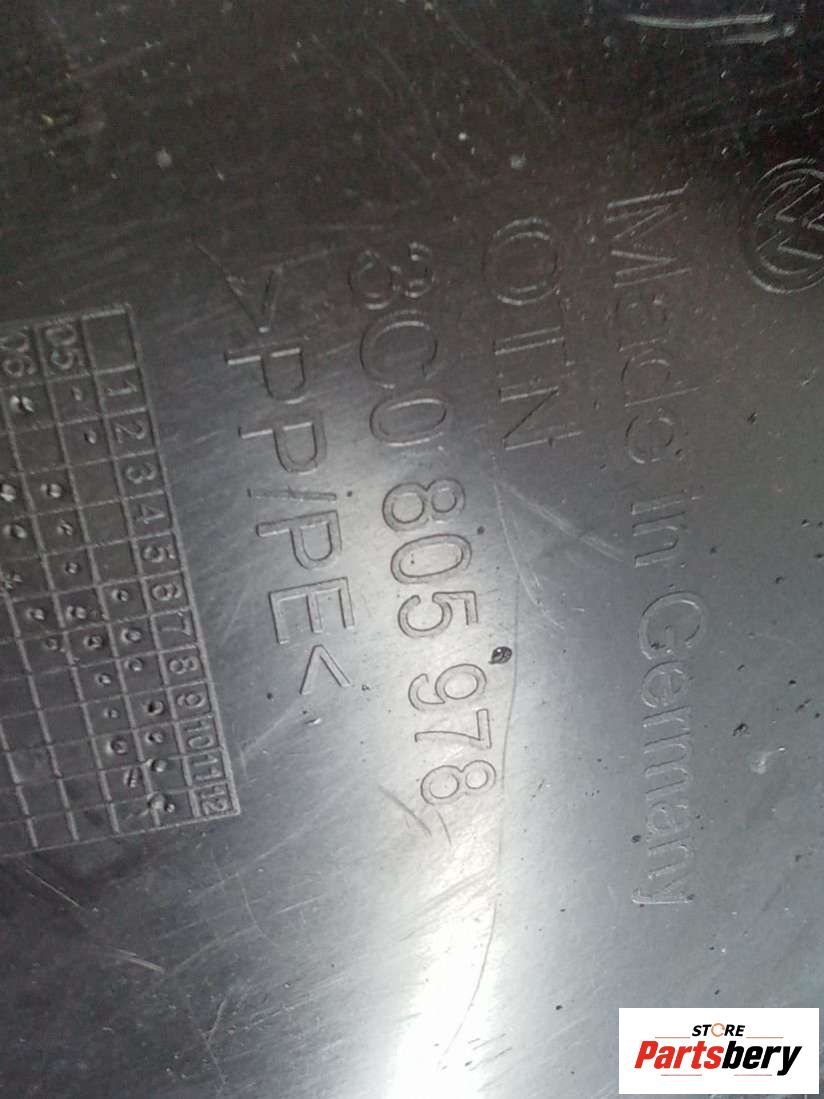 Made in Germany
OTN
3C0 805 978
>PP/PE<
1 2 3 4 5 6 7 8 9 10 11 12
05
06
STORE
Partsbery